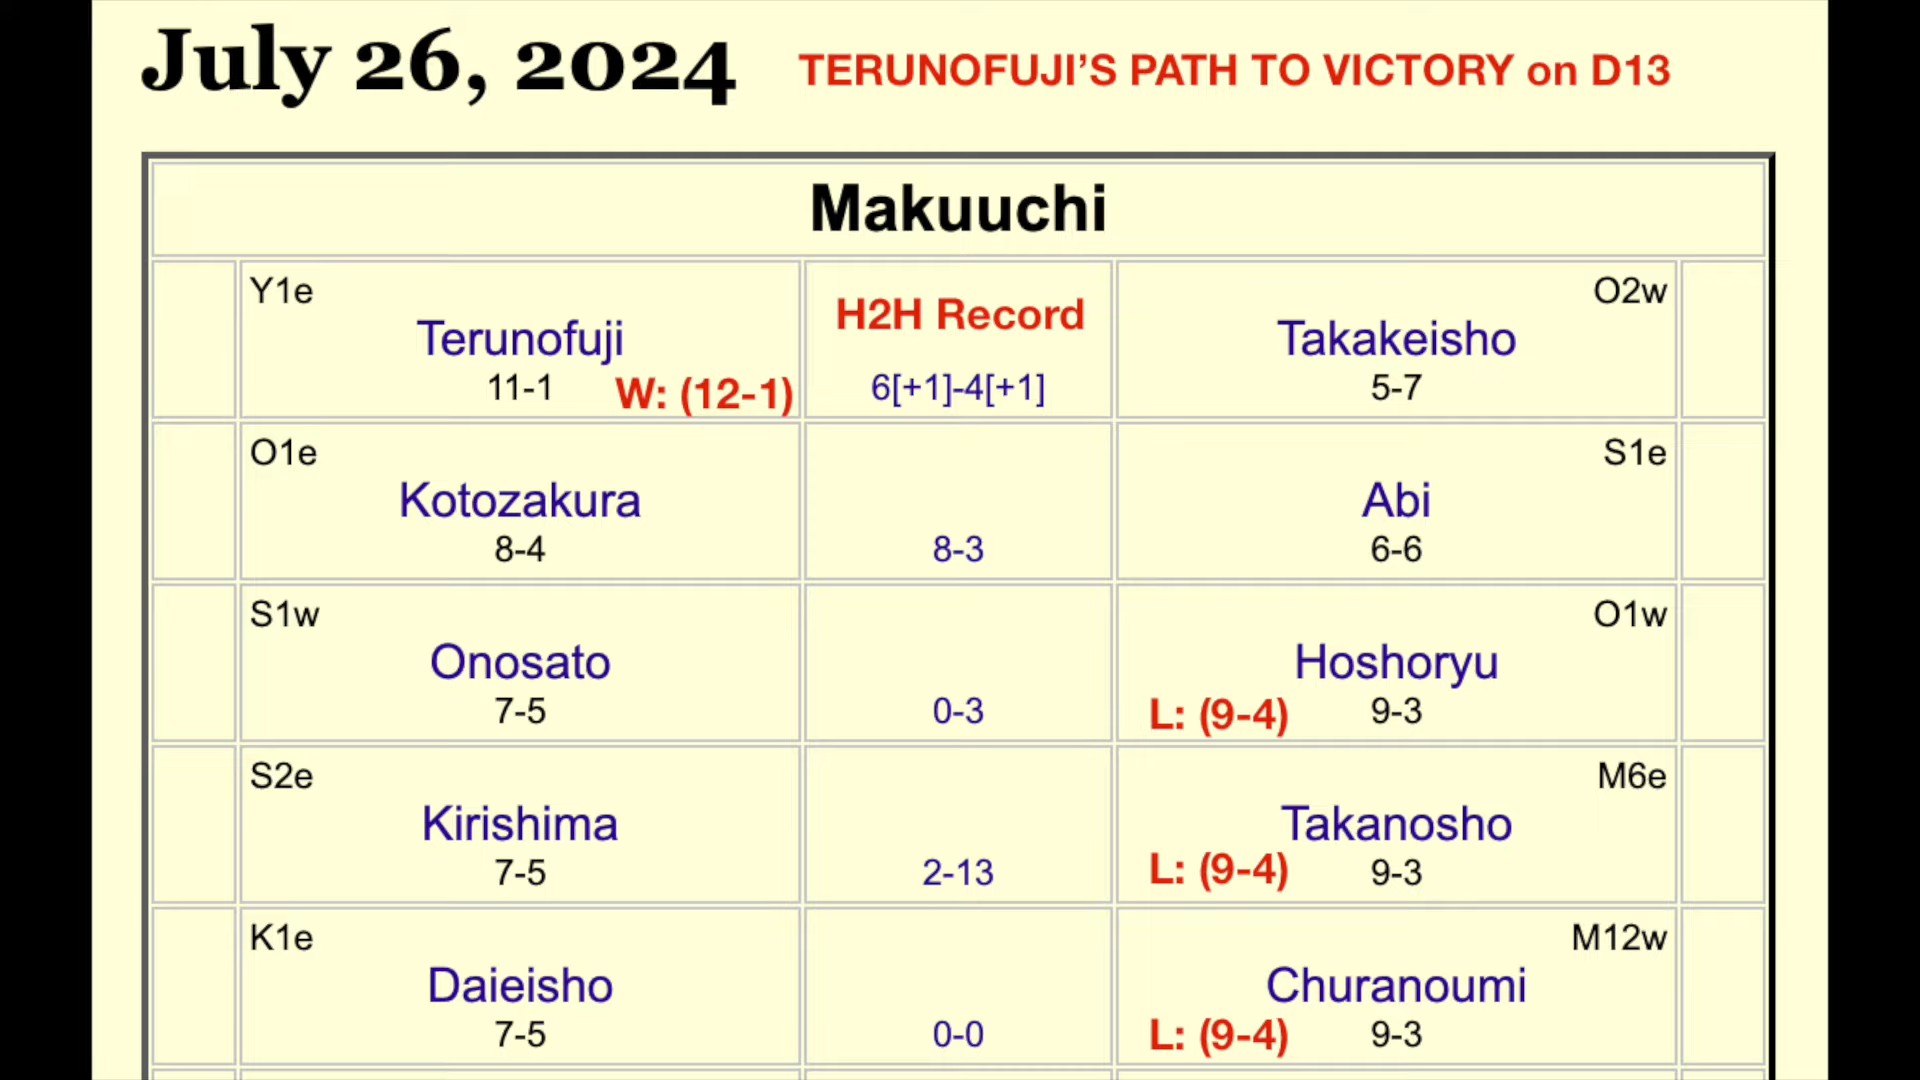 July 26, 2024 TERUNOFUJI’S PATH TO VICTORY on D13
Makuuchi
Y1e H2H Record O2w
Terunofuji Takakeisho
11-1 W: (12-1) 6[+1]-4[+1] 5-7
O1e S1e
Kotozakura Abi
8-4 8-3 6-6
S1w O1w
Onosato Hoshoryu
7-5 0-3 L: (9-4) 9-3
S2e M6e
Kirishima Takanosho
7-5 2-13 L: (9-4) 9-3
K1e M12w
Daieisho Churanoumi
7-5 0-0 L: (9-4) 9-3